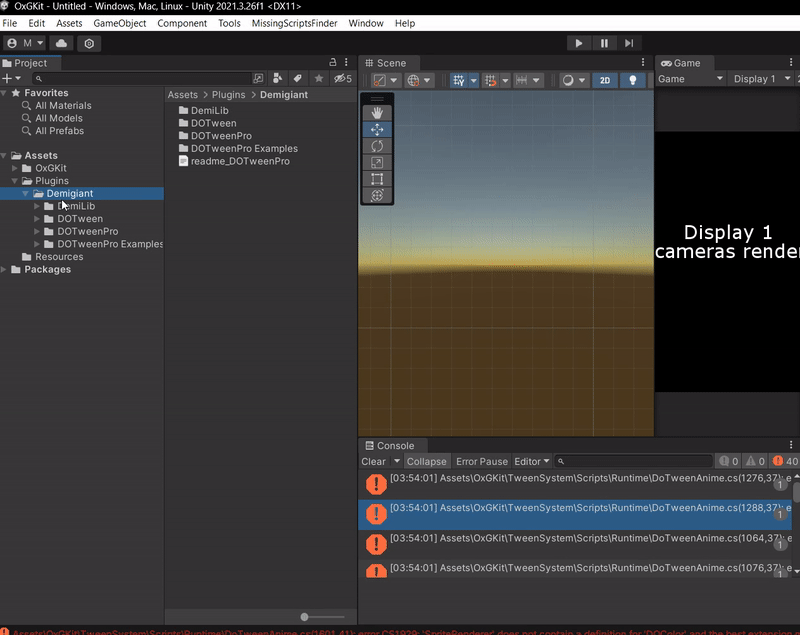 OxGKit - Untitled - Windows, Mac, Linux - Unity 2021.3.26f1 <DX11>
File Edit Assets GameObject Component Tools MissingScriptsFinder Window Help
M
Project
Scene
Game
5
Game
Display 1
2D
Favorites
All Materials
All Models
All Prefabs
Assets
OxGKit
Plugins
Demigiant
DemiLib
DOTween
DOTweenPro
DOTweenPro Examples
Resources
Packages
Assets > Plugins > Demigiant
DemiLib
DOTween
DOTweenPro
DOTweenPro Examples
readme_DOTweenPro
Display 1
cameras render
Console
Clear Collapse Error Pause Editor 0 0 40
[03:54:01] Assets\OxGKit\TweenSystem\Scripts\Runtime\DoTweenAnime.cs(1276,37): e
1
[03:54:01] Assets\OxGKit\TweenSystem\Scripts\Runtime\DoTweenAnime.cs(1288,37): e
1
[03:54:01] Assets\OxGKit\TweenSystem\Scripts\Runtime\DoTweenAnime.cs(1064,37): e
1
[03:54:01] Assets\OxGKit\TweenSystem\Scripts\Runtime\DoTweenAnime.cs(1076,37): e
1
Assets\OxGKit\TweenSystem\Scripts\Runtime\DoTweenAnime.cs(1601,41): error CS1929: 'SpriteRenderer' does not contain a definition for 'DOColor' and the best extension